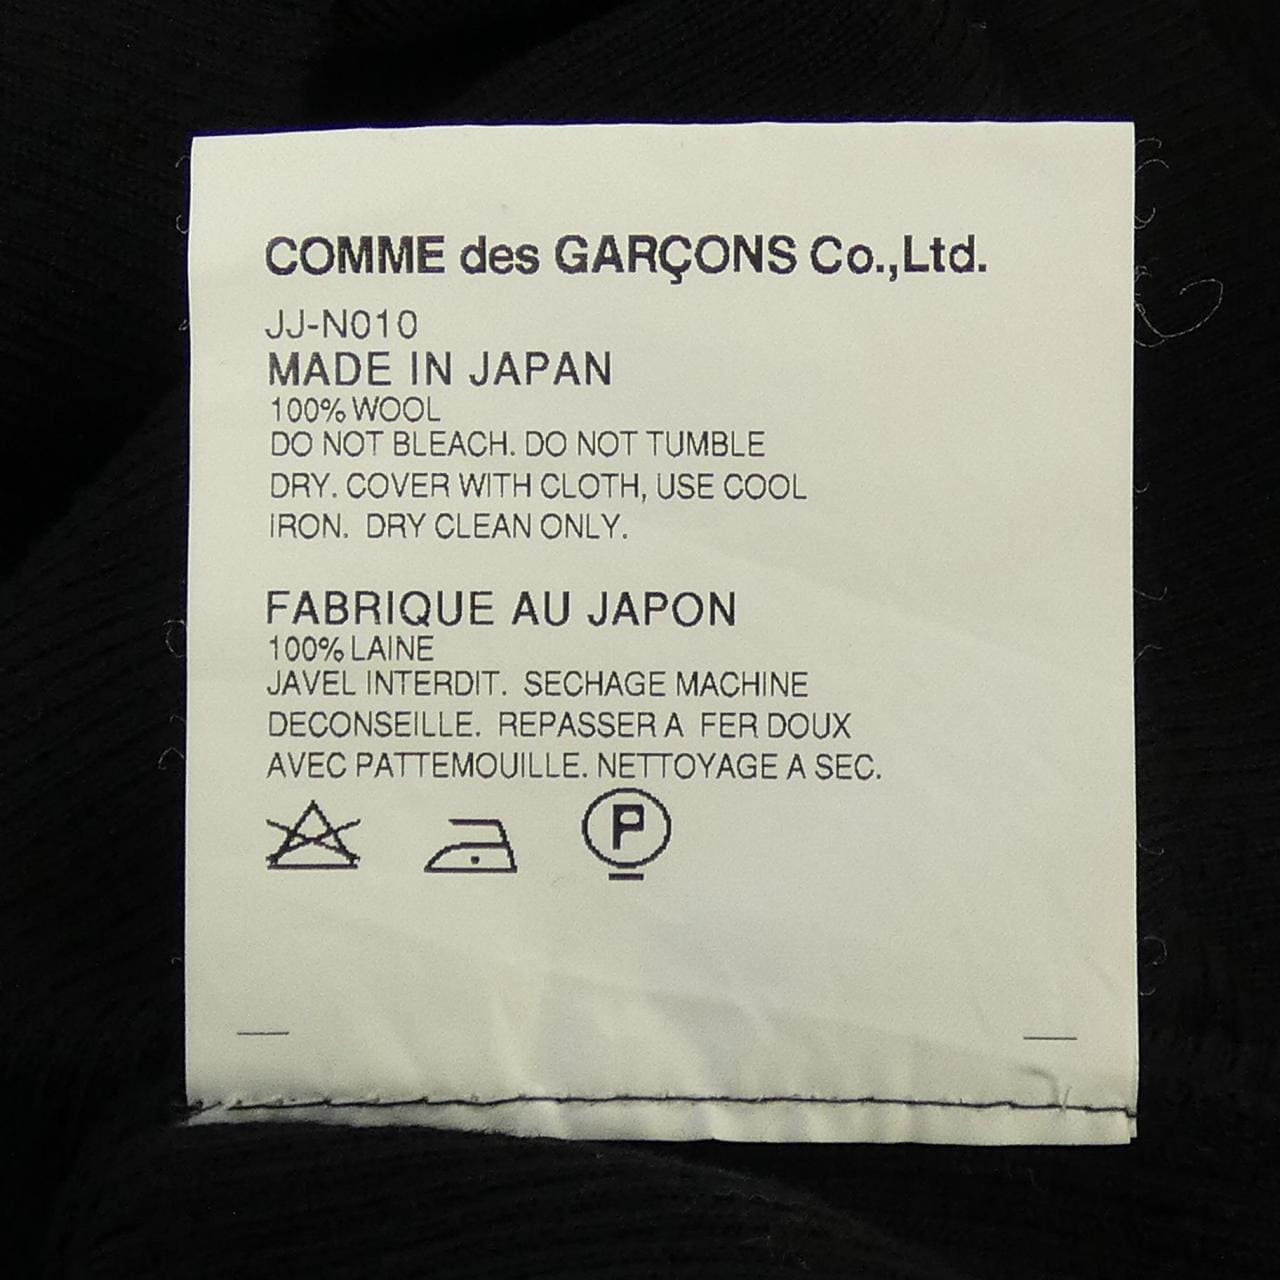 COMME des GARÇONS Co.,Ltd.
JJ-N010
MADE IN JAPAN
100% WOOL
DO NOT BLEACH. DO NOT TUMBLE
DRY. COVER WITH CLOTH, USE COOL
IRON. DRY CLEAN ONLY.
FABRIQUE AU JAPON
100% LAINE
JAVEL INTERDIT. SECHAGE MACHINE
DECONSEILLE. REPASSER A FER DOUX
AVEC PATTEMOUILLE. NETTOYAGE A SEC.
P